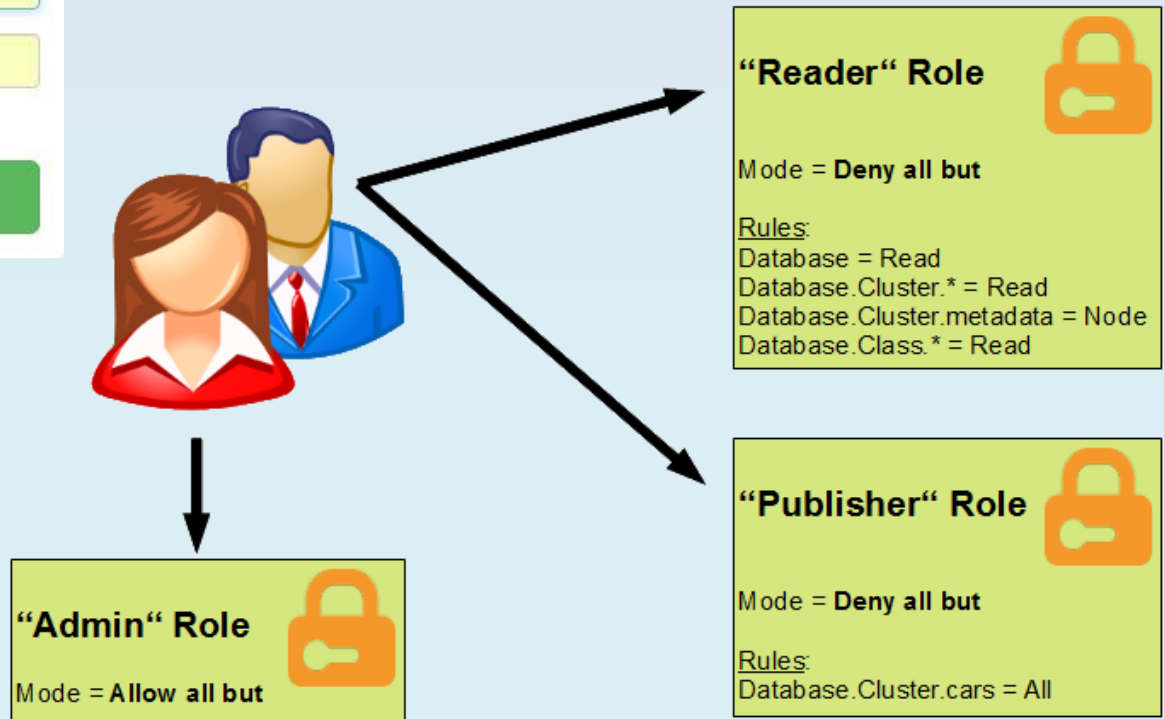 “Reader“ Role
Mode = Deny all but
Rules:
Database = Read
Database.Cluster.* = Read
Database.Cluster.metadata = Node
Database.Class.* = Read
“Publisher“ Role
Mode = Deny all but
Rules:
Database.Cluster.cars = All
“Admin“ Role
Mode = Allow all but